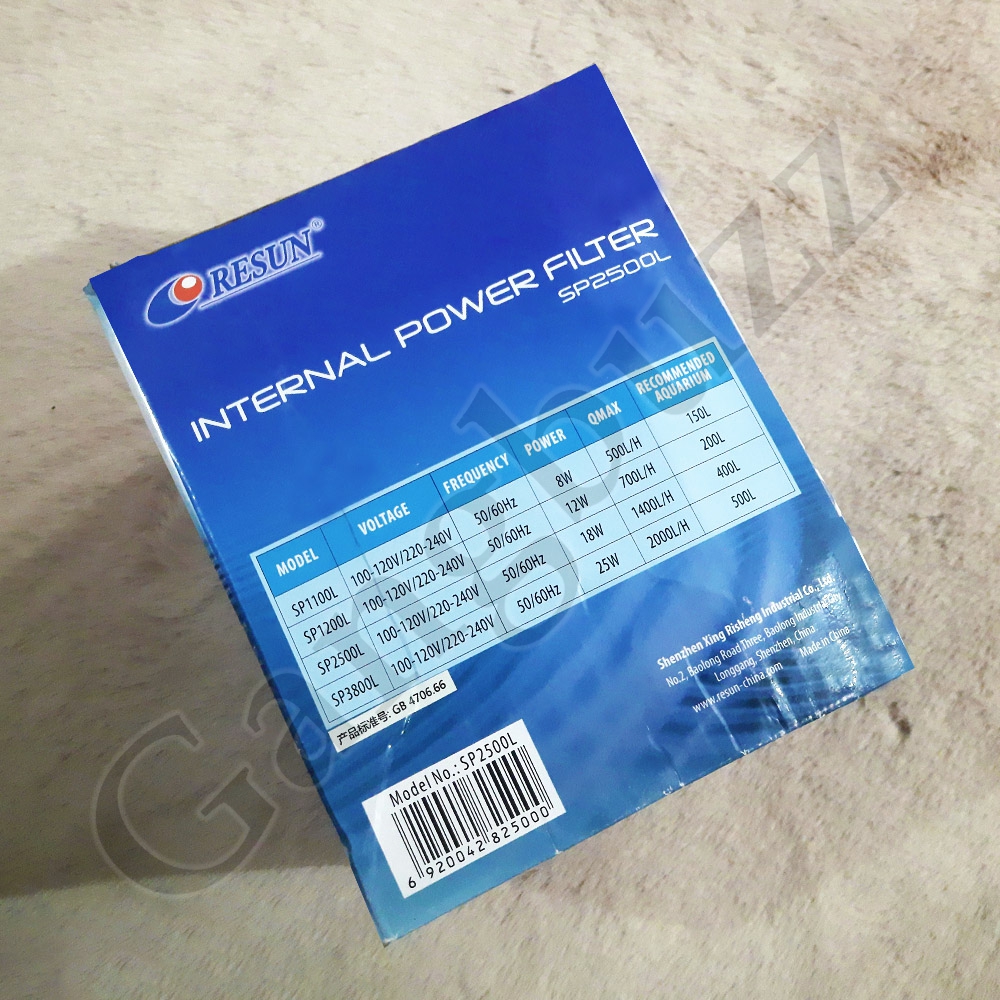 RESUN®
INTERNAL POWER FILTER
SP2500L
MODEL VOLTAGE FREQUENCY POWER QMAX RECOMMENDED AQUARIUM
SP1100L 100-120V/220-240V 50/60Hz 8W 500L/H 150L
SP1200L 100-120V/220-240V 50/60Hz 12W 700L/H 200L
SP2500L 100-120V/220-240V 50/60Hz 18W 1400L/H 400L
SP3800L 100-120V/220-240V 50/60Hz 25W 2000L/H 500L
产品标准号: GB 4706.66
Shenzhen Xing Risheng Industrial Co., Ltd.
No.2, Baolong Road Three, Baolong Industrial City,
Longgang, Shenzhen, China
www.resun-china.com Made in China
Model No.: SP2500L
6 920042 825000